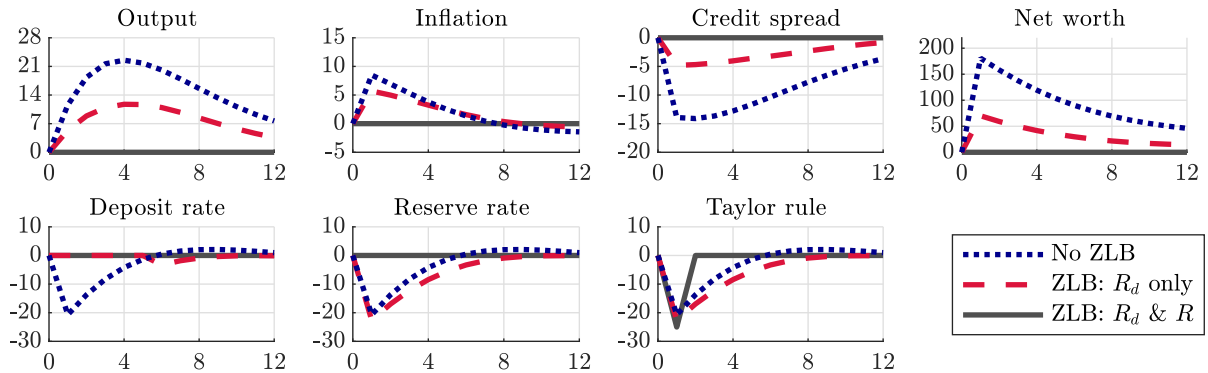 Output Inflation Credit spread Net worth
28 15 0 200
21 10 -5 150
14 5 -10 100
7 0 -15 50
0 -5 -20 0
0 4 8 12 0 4 8 12 0 4 8 12 0 4 8 12
Deposit rate Reserve rate Taylor rule
10 10 10
0 0 0
-10 -10 -10
-20 -20 -20
-30 -30 -30
0 4 8 12 0 4 8 12 0 4 8 12
No ZLB
ZLB: R_d only
ZLB: R_d & R